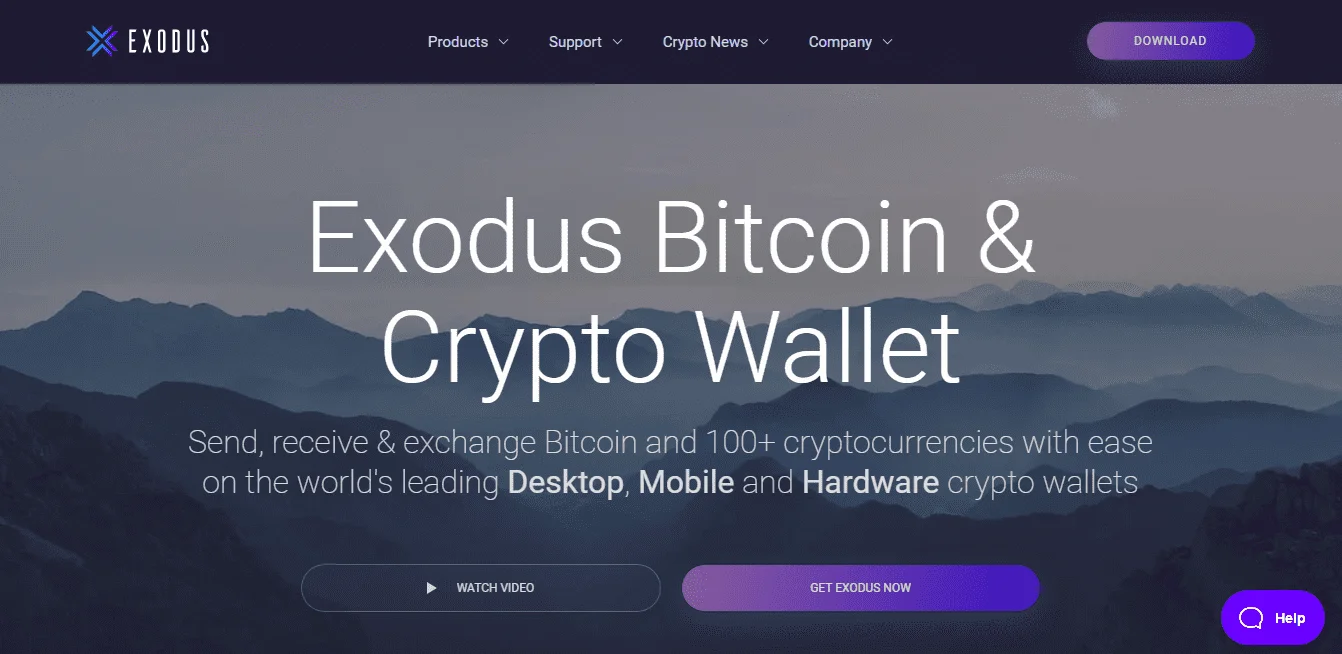 EXODUS
Products
Support
Crypto News
Company
DOWNLOAD
Exodus Bitcoin &
Crypto Wallet
Send, receive & exchange Bitcoin and 100+ cryptocurrencies with ease
on the world's leading Desktop, Mobile and Hardware crypto wallets
WATCH VIDEO
GET EXODUS NOW
Help